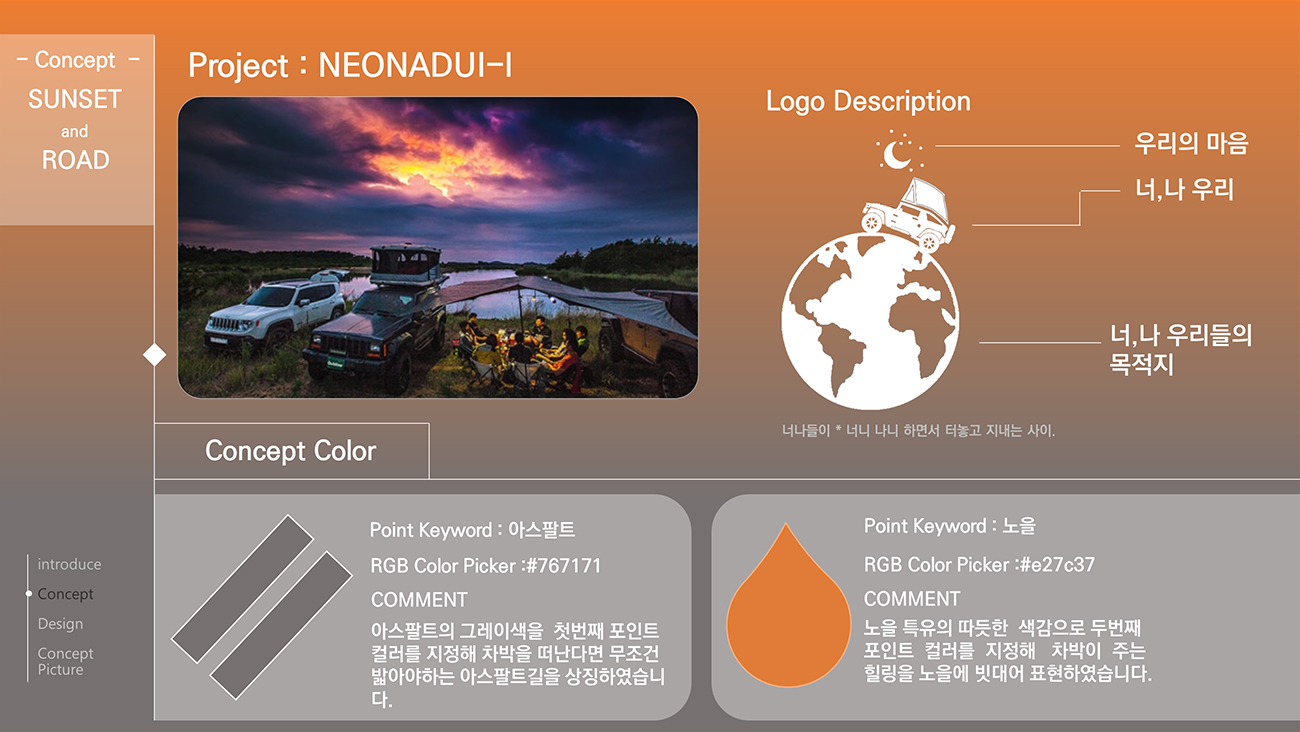 - Concept -
SUNSET
and
ROAD
Project : NEONADUI-I
Logo Description
우리의 마음
너,나 우리
너,나 우리들의
목적지
너나들이 * 너니 나니 하면서 터놓고 지내는 사이.
Concept Color
Point Keyword : 아스팔트
RGB Color Picker :#767171
COMMENT
아스팔트의 그레이색을 첫번째 포인트
컬러를 지정해 차박을 떠난다면 무조건
밟아야하는 아스팔트길을 상징하였습니
다.
Point Keyword : 노을
RGB Color Picker :#e27c37
COMMENT
노을 특유의 따듯한 색감으로 두번째
포인트 컬러를 지정해 차박이 주는
힐링을 노을에 빗대어 표현하였습니다.
introduce
Concept
Design
Concept
Picture